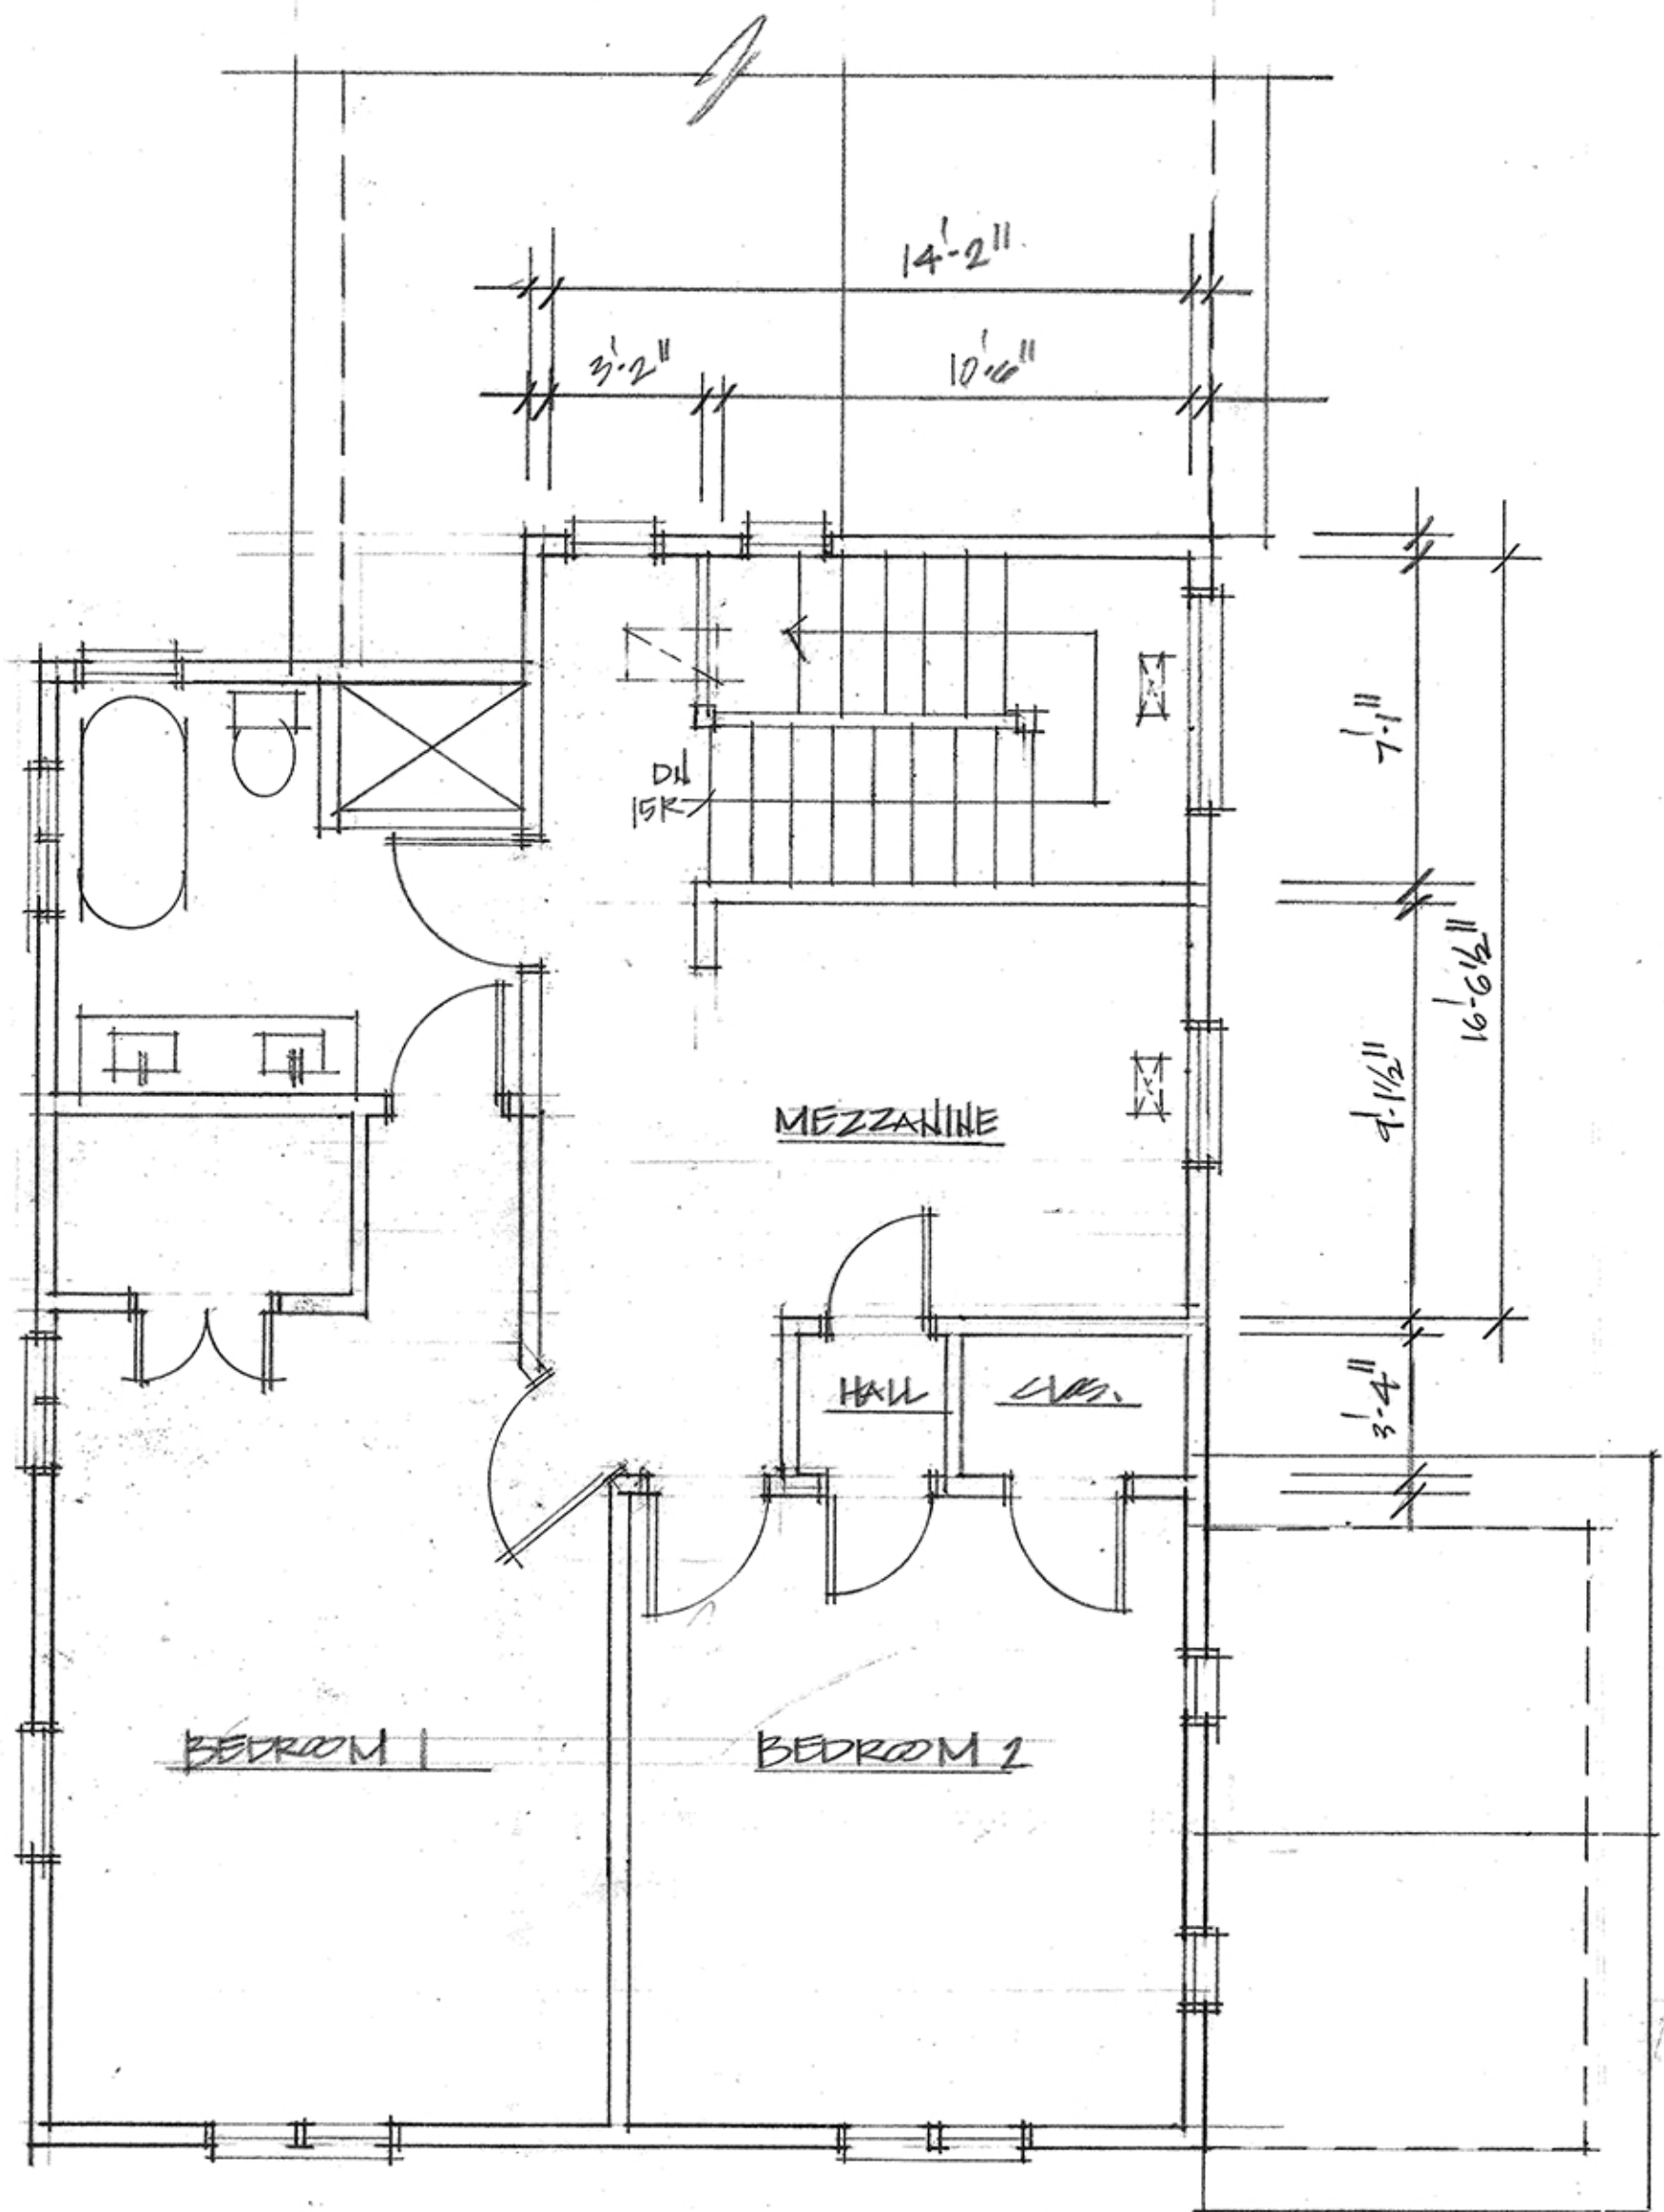 14'-2"
3'-2"
10'-6"
7'-1"
DN
15R
16'-6½"
9'-1½"
MEZZANINE
3'-4"
HALL
CLOS.
BEDROOM 1
BEDROOM 2